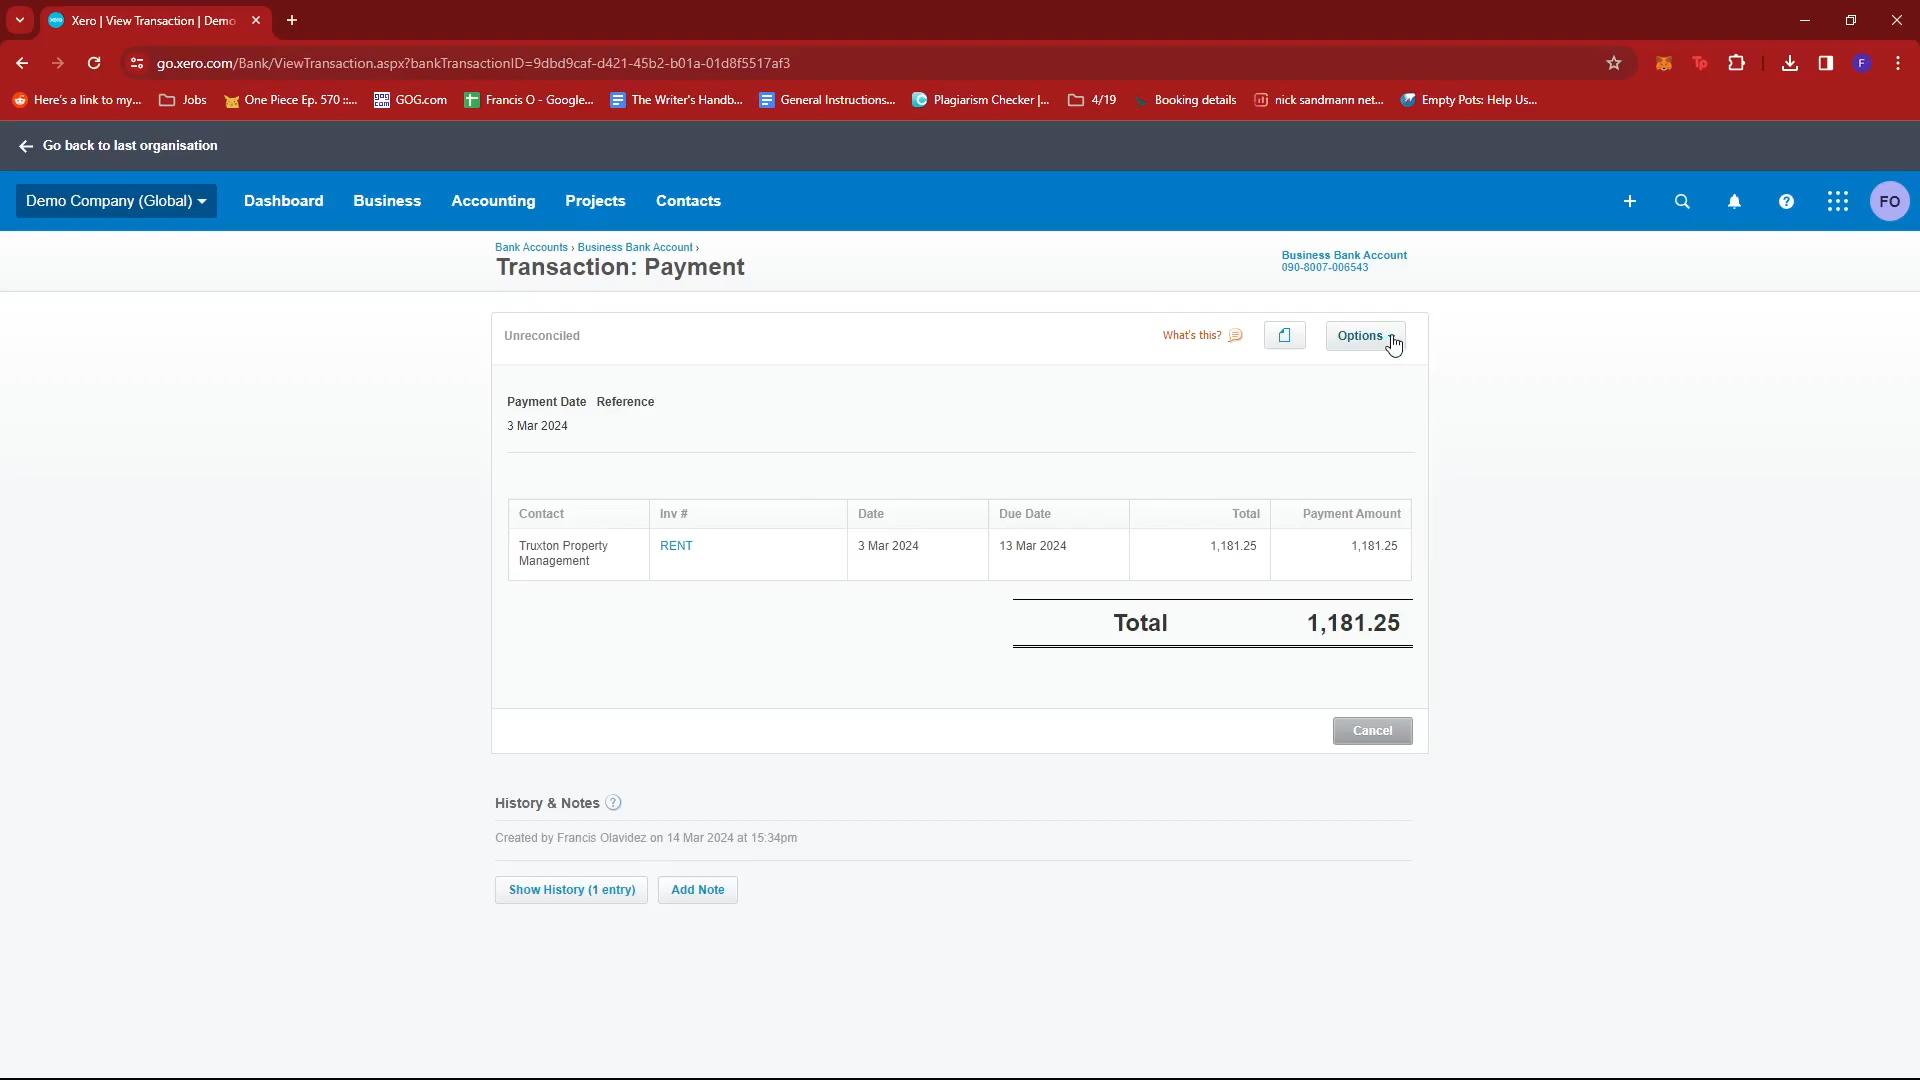 Xero | View Transaction | Demo
go.xero.com/Bank/ViewTransaction.aspx?bankTransactionID=9dbd9caf-d421-45b2-b01a-01d8f5517af3
Tp
F
Here's a link to my... Jobs One Piece Ep. 570 ::... GOG.com Francis O - Google... The Writer's Handb... General Instructions... Plagiarism Checker |... 4/19 Booking details nick sandmann net... Empty Pots: Help Us...
Go back to last organisation
Demo Company (Global) Dashboard Business Accounting Projects Contacts FO
Bank Accounts › Business Bank Account ›
Transaction: Payment
Business Bank Account
090-8007-006543
Unreconciled What's this? Options
Payment Date Reference
3 Mar 2024
Contact Inv # Date Due Date Total Payment Amount
Truxton Property Management RENT 3 Mar 2024 13 Mar 2024 1,181.25 1,181.25
Total 1,181.25
Cancel
History & Notes ?
Created by Francis Olavidez on 14 Mar 2024 at 15:34pm
Show History (1 entry) Add Note